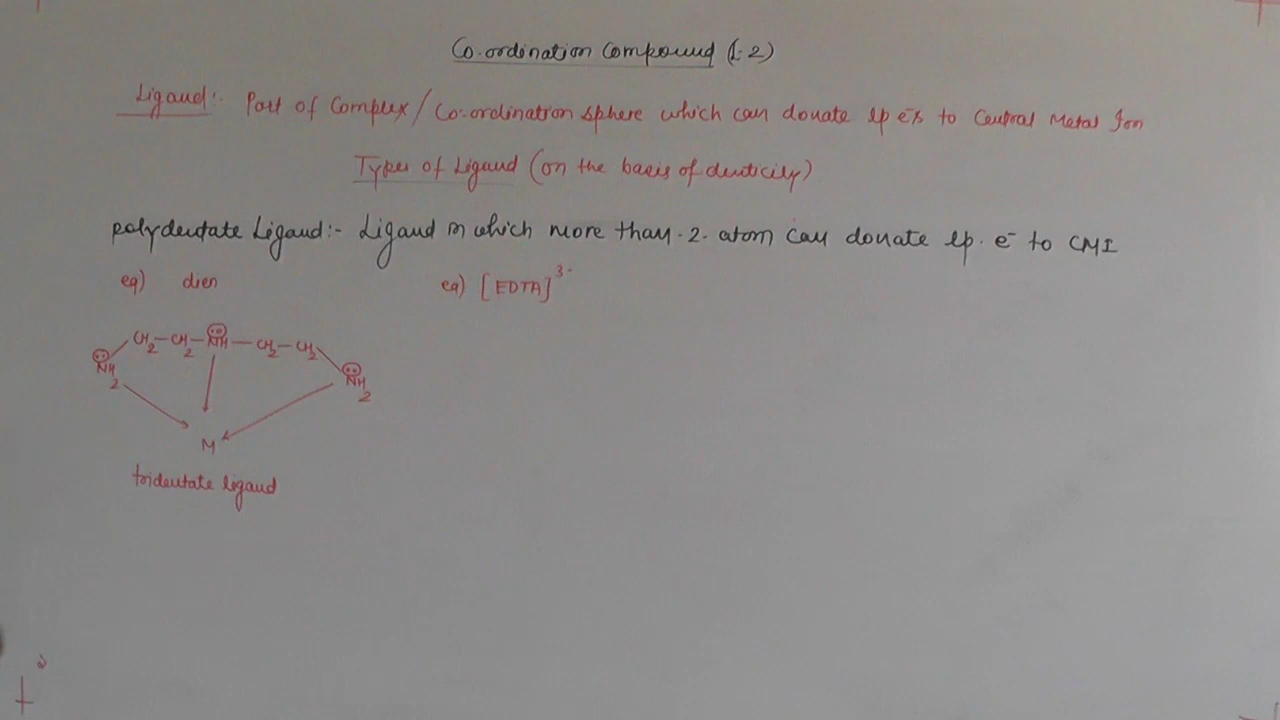 Co-ordination Compound (L-2)
Ligand:- Part of Complex/Co-ordination sphere which can donate lp e⁻s to Central Metal Ion
Types of Ligand (on the basis of denticity)
polydentate Ligand:- Ligand in which more than 2 atom can donate lp. e⁻ to CMI
eg) dien eg) [EDTA]³⁻
CH₂-CH₂-NH-CH₂-CH₂
NH₂ NH₂
M
tridentate ligand